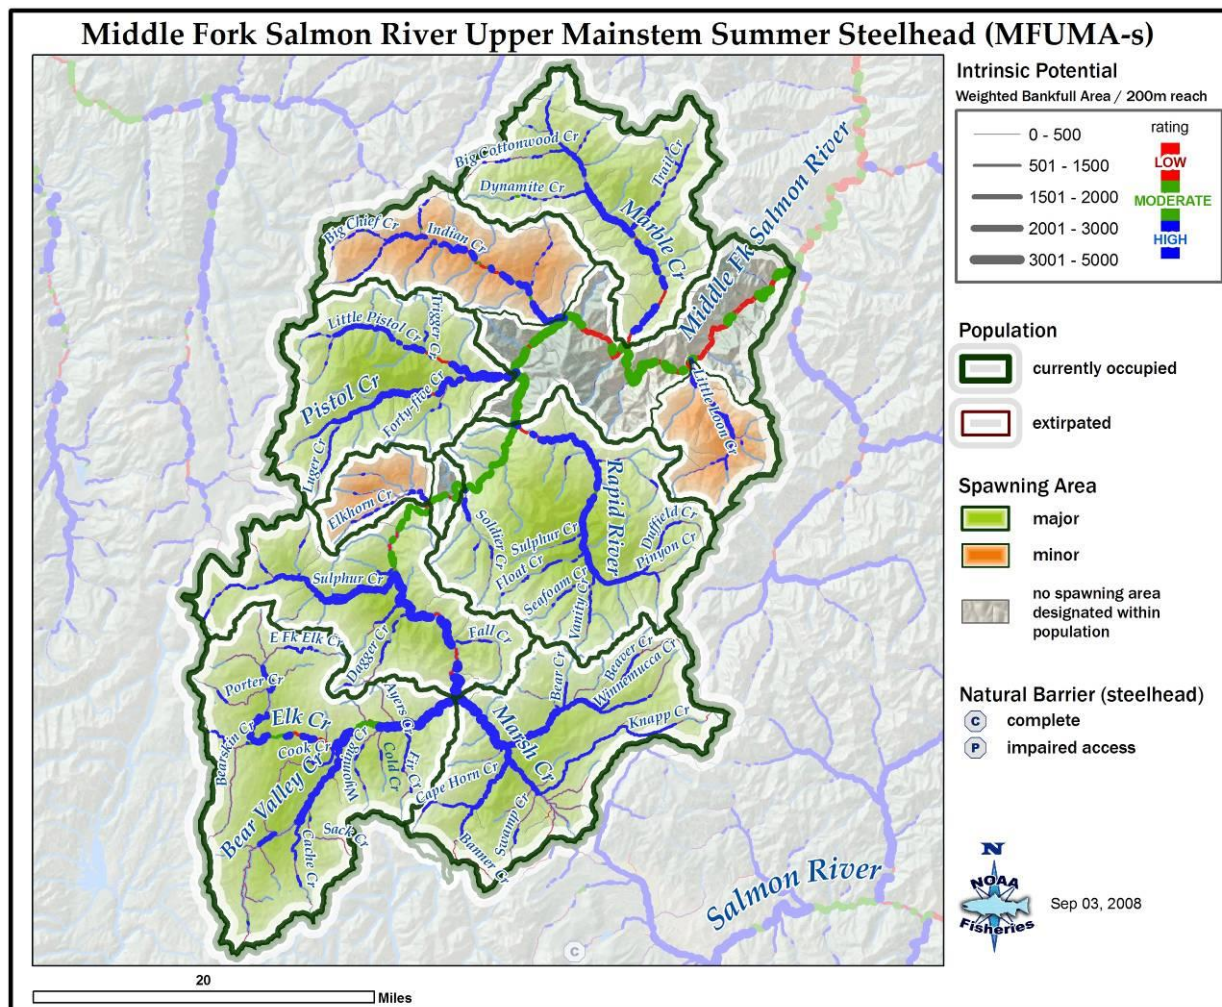 Middle Fork Salmon River Upper Mainstem Summer Steelhead (MFUMA-s)
Intrinsic Potential
Weighted Bankfull Area / 200m reach
0 - 500
501 - 1500
1501 - 2000
2001 - 3000
3001 - 5000
rating
LOW
MODERATE
HIGH
Population
currently occupied
extirpated
Spawning Area
major
minor
no spawning area
designated within
population
Natural Barrier (steelhead)
C complete
P impaired access
N
NOAA
Fisheries
Sep 03, 2008
Big Cottonwood Cr
Trail Cr
Dynamite Cr
Marble Cr
Middle Fk Salmon River
Big Chief Cr
Indian Cr
Little Pistol Cr
Trigger Cr
Pistol Cr
Forty five Cr
Luger Cr
Little Loon Cr
Elkhorn Cr
Rapid River
Soldier Cr
Sulphur Cr
Float Cr
Duffield Cr
Pinyon Cr
Seafoam Cr
Vanity Cr
Sulphur Cr
Dagger Cr
Fall Cr
E Fk Elk Cr
Porter Cr
Bearskin Cr
Elk Cr
Cook Cr
Bear Valley Cr
Wyoming Cr
Ayers Cr
Cold Cr
Fir Cr
Sack Cr
Cache Cr
Marsh Cr
Bear Cr
Beaver Cr
Winnemucca Cr
Knapp Cr
Cape Horn Cr
Banner Cr
Swamp Cr
Salmon River
C
20
Miles